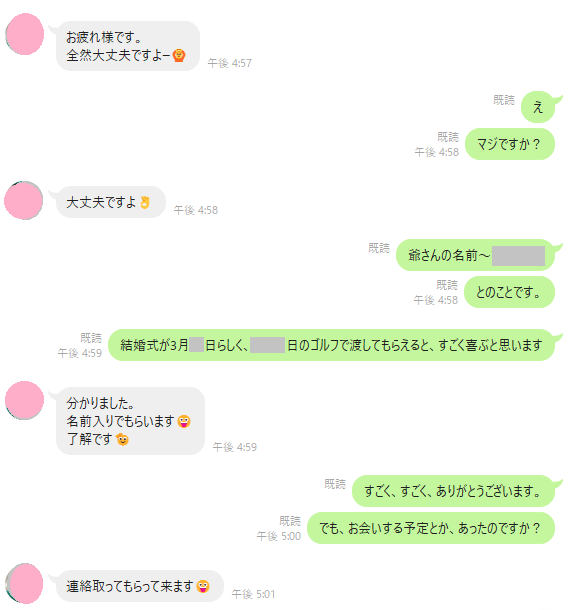 お疲れ様です。
全然大丈夫ですよー🙆
午後 4:57
既読
え
既読
午後 4:58
マジですか？
大丈夫ですよ👌
午後 4:58
既読
爺さんの名前～
既読
午後 4:58
とのことです。
既読
午後 4:59
結婚式が3月 日らしく、 日のゴルフで渡してもらえると、すごく喜ぶと思います
分かりました。
名前入りでもらいます😜
了解です
午後 4:59
既読
すごく、すごく、ありがとうございます。
既読
午後 5:00
でも、お会いする予定とか、あったのですか？
連絡取ってもらって来ます😜
午後 5:01